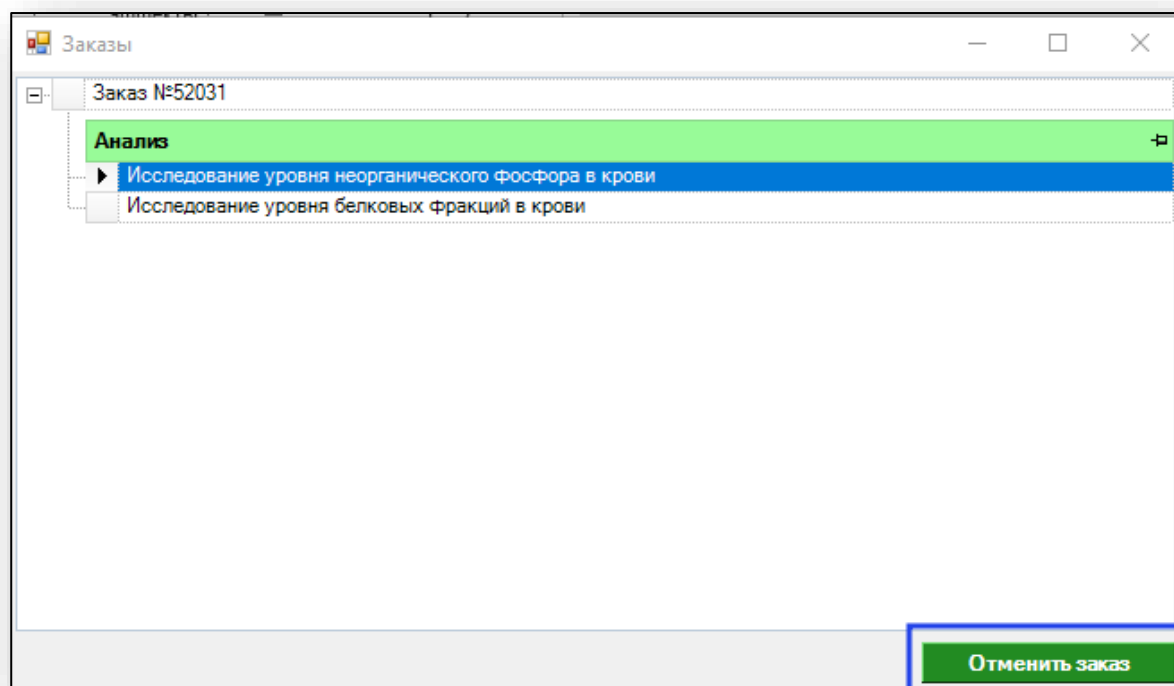 Заказы
Заказ №52031
Анализ
Исследование уровня неорганического фосфора в крови
Исследование уровня белковых фракций в крови
Отменить заказ